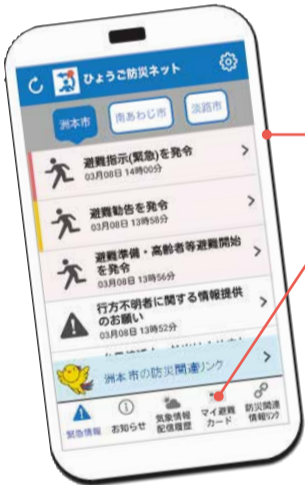 ひょうご防災ネット
洲本市
南あわじ市
淡路市
避難指示(緊急)を発令
03月08日 14時00分
避難勧告を発令
03月08日 13時58分
避難準備・高齢者等避難開始
を発令
03月08日 13時56分
行方不明者に関する情報提供
のお願い
03月08日 13時52分
洲本市の防災関連リンク
緊急情報
お知らせ
気象情報
配信履歴
マイ避難
カード
防災関連
情報リンク